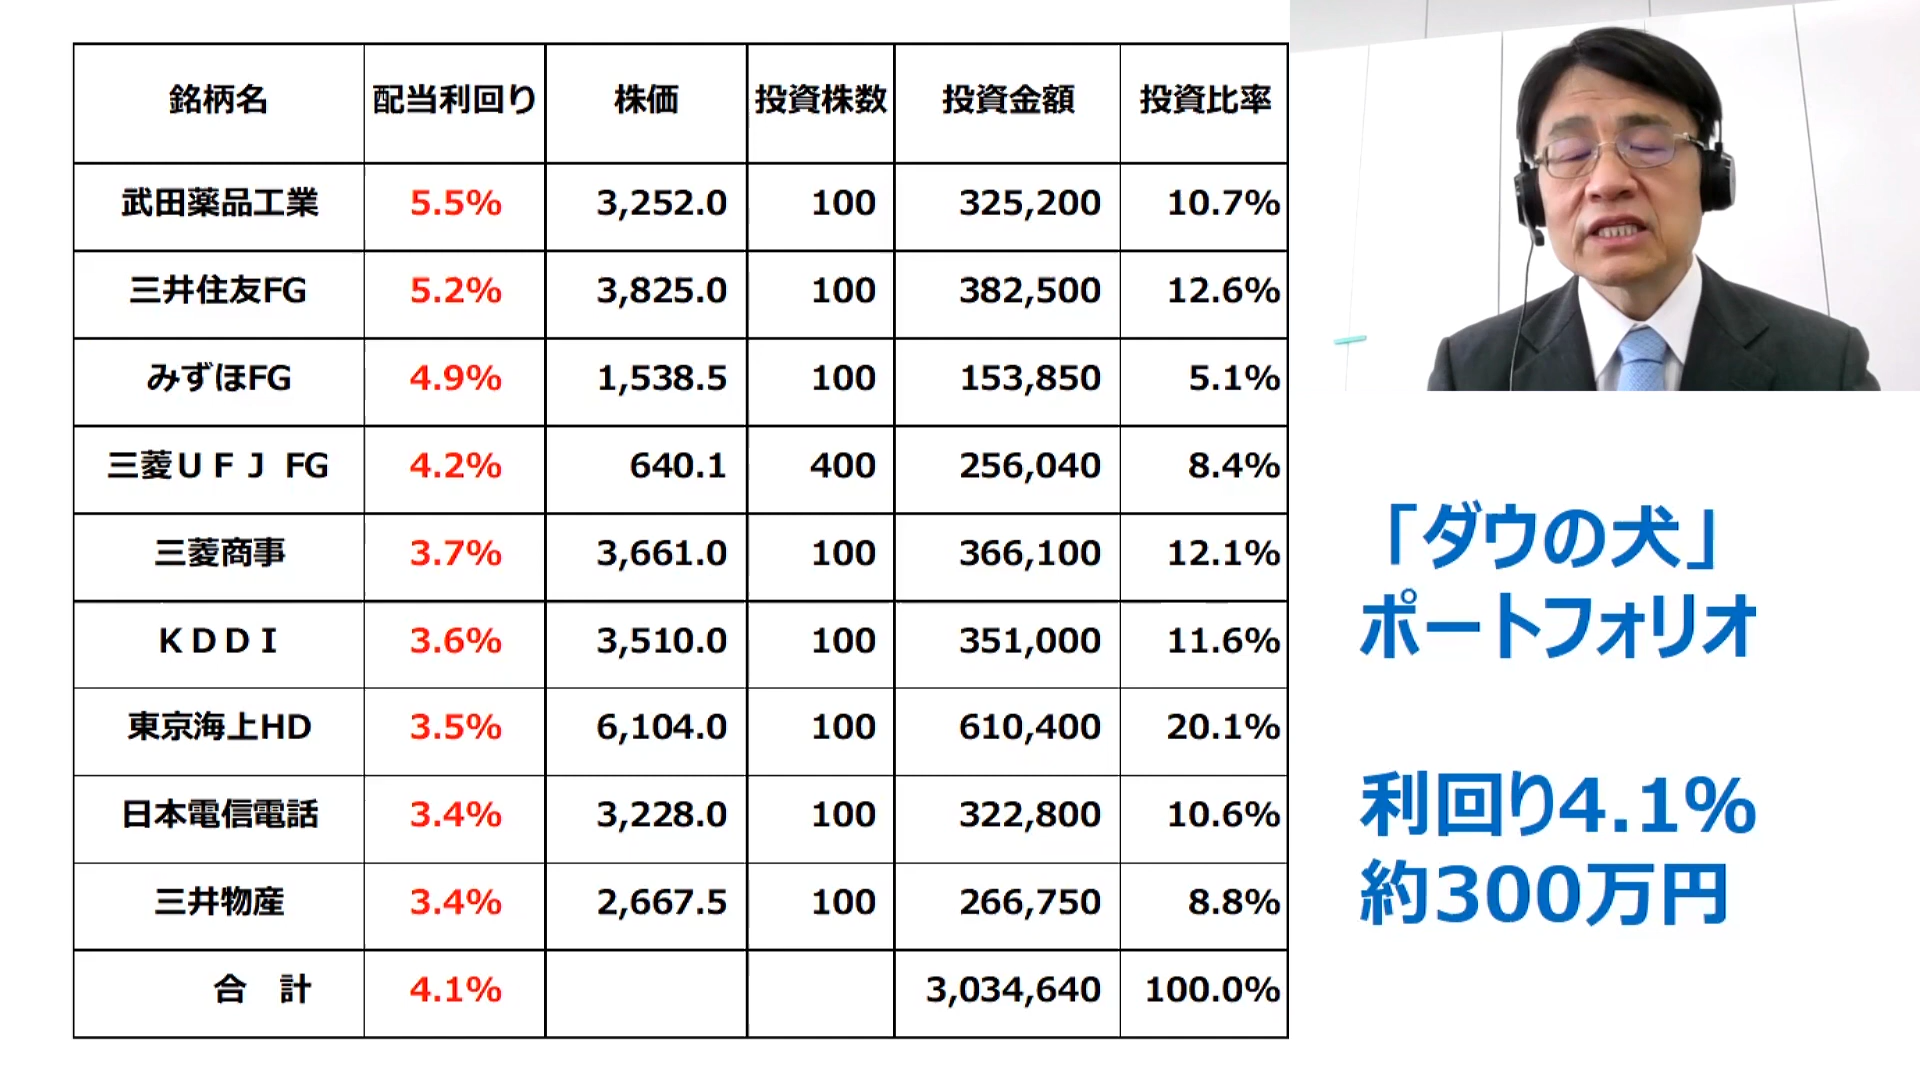 銘柄名 配当利回り 株価 投資株数 投資金額 投資比率
武田薬品工業 5.5% 3,252.0 100 325,200 10.7%
三井住友FG 5.2% 3,825.0 100 382,500 12.6%
みずほFG 4.9% 1,538.5 100 153,850 5.1%
三菱ＵＦＪ FG 4.2% 640.1 400 256,040 8.4%
三菱商事 3.7% 3,661.0 100 366,100 12.1%
ＫＤＤＩ 3.6% 3,510.0 100 351,000 11.6%
東京海上HD 3.5% 6,104.0 100 610,400 20.1%
日本電信電話 3.4% 3,228.0 100 322,800 10.6%
三井物産 3.4% 2,667.5 100 266,750 8.8%
合　計 4.1% 3,034,640 100.0%
「ダウの犬」
ポートフォリオ
利回り4.1%
約300万円